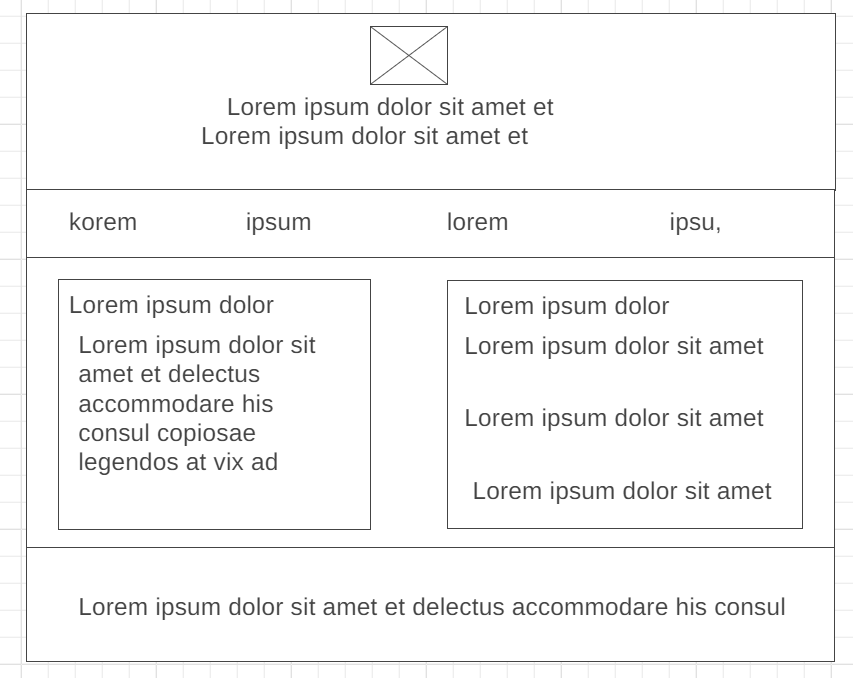 Lorem ipsum dolor sit amet et
Lorem ipsum dolor sit amet et
korem ipsum lorem ipsu,
Lorem ipsum dolor
Lorem ipsum dolor sit
amet et delectus
accommodare his
consul copiosae
legendos at vix ad
Lorem ipsum dolor
Lorem ipsum dolor sit amet
Lorem ipsum dolor sit amet
Lorem ipsum dolor sit amet
Lorem ipsum dolor sit amet et delectus accommodare his consul